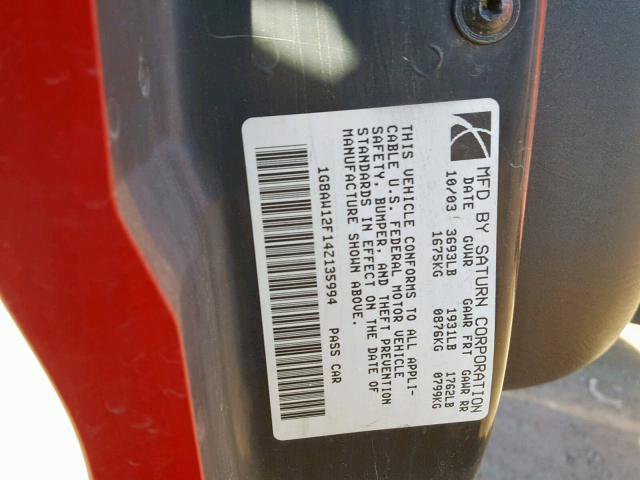 MFD BY SATURN CORPORATION
DATE GVWR GAWR FRT GAWR RR
10/03 3693LB 1931LB 1762LB
1675KG 0876KG 0799KG
THIS VEHICLE CONFORMS TO ALL APPLI-
CABLE U.S. FEDERAL MOTOR VEHICLE
SAFETY, BUMPER, AND THEFT PREVENTION
STANDARDS IN EFFECT ON THE DATE OF
MANUFACTURE SHOWN ABOVE.
1G8AW12F14Z135994 PASS CAR